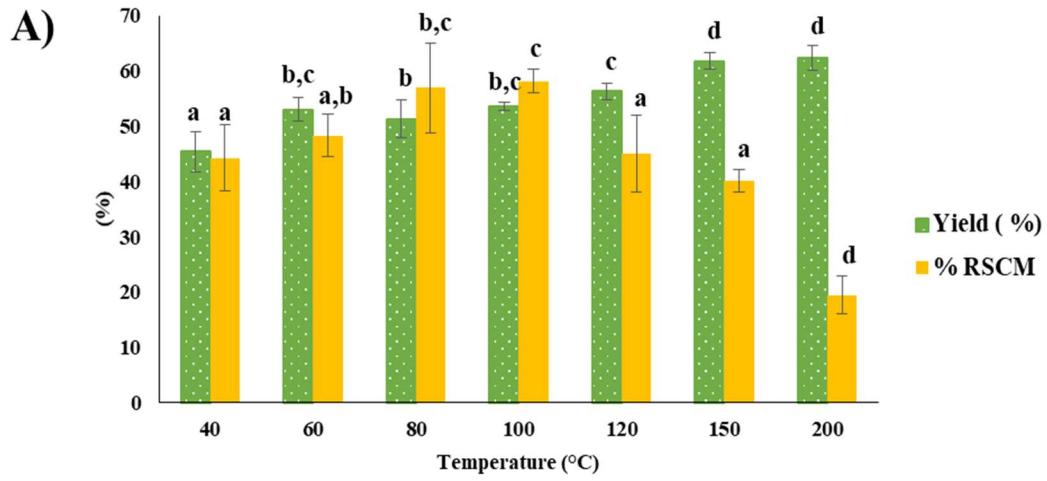 A)
70
60
50
40
30
20
10
0
(%)
a a b,c a,b b b,c b,c c c a d a d d
40 60 80 100 120 150 200
Temperature (°C)
Yield ( %)
% RSCM